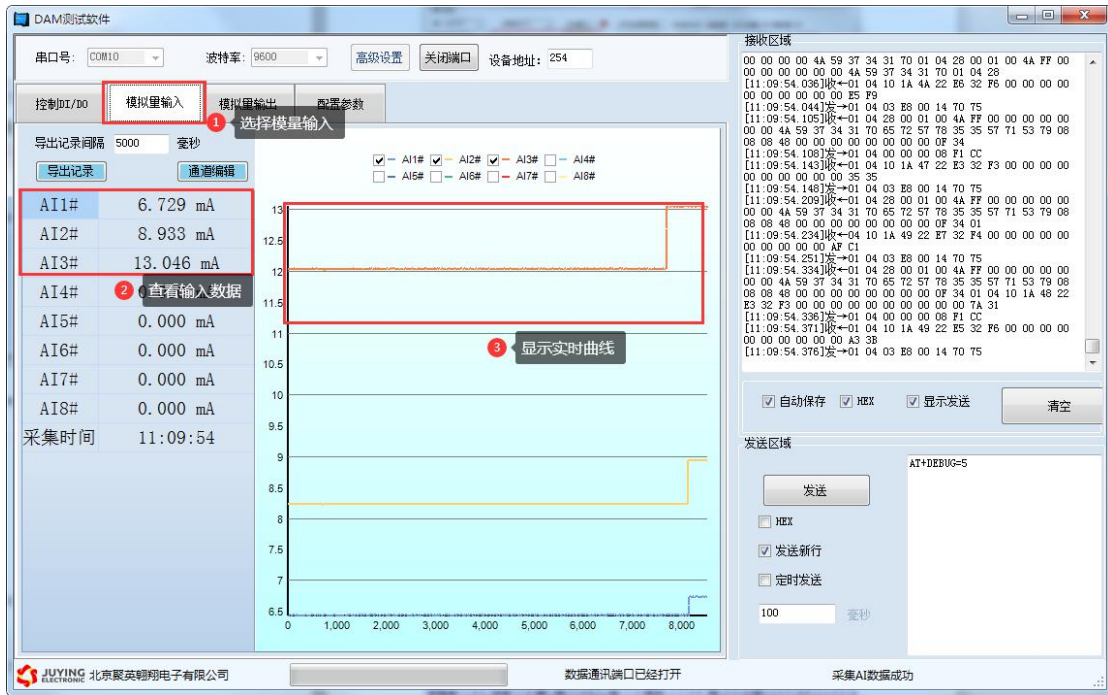 DAM测试软件
串口号: COM10 波特率: 9600 高级设置 关闭端口 设备地址: 254
控制DI/DO 模拟量输入 模拟量输出 配置参数
1 选择模量输入
导出记录间隔 5000 毫秒
导出记录 通道编辑
AI1# 6.729 mA
AI2# 8.933 mA
AI3# 13.046 mA
AI4#
2 查看输入数据
AI5# 0.000 mA
AI6# 0.000 mA
AI7# 0.000 mA
AI8# 0.000 mA
采集时间 11:09:54
AI1# AI2# AI3# AI4#
AI5# AI6# AI7# AI8#
13
12.5
12
11.5
11
10.5
10
9.5
9
8.5
8
7.5
7
6.5
0 1,000 2,000 3,000 4,000 5,000 6,000 7,000 8,000
3 显示实时曲线
接收区域
00 00 00 00 4A 59 37 34 31 70 01 04 28 00 01 00 4A FF 00
00 00 00 00 00 00 4A 59 37 34 31 70 01 04 28
[11:09:54.036]收←01 04 10 1A 4A 22 E6 32 F6 00 00 00 00
00 00 00 00 00 00 E5 F9
[11:09:54.044]发→01 04 03 E8 00 14 70 75
[11:09:54.105]收←01 04 28 00 01 00 4A FF 00 00 00 00 00
00 00 4A 59 37 34 31 70 65 72 57 78 35 35 57 71 53 79 08
08 08 48 00 00 00 00 00 00 00 00 0F 34
[11:09:54.108]发→01 04 00 00 00 08 F1 CC
[11:09:54.143]收←01 04 10 1A 47 22 E3 32 F3 00 00 00 00
00 00 00 00 00 00 35 35
[11:09:54.148]发→01 04 03 E8 00 14 70 75
[11:09:54.209]收←01 04 28 00 01 00 4A FF 00 00 00 00 00
00 00 4A 59 37 34 31 70 65 72 57 78 35 35 57 71 53 79 08
08 08 48 00 00 00 00 00 00 00 00 0F 34 01
[11:09:54.234]收←04 10 1A 49 22 E7 32 F4 00 00 00 00 00
00 00 00 00 00 AF C1
[11:09:54.251]发→01 04 03 E8 00 14 70 75
[11:09:54.334]收←01 04 28 00 01 00 4A FF 00 00 00 00 00
00 00 4A 59 37 34 31 70 65 72 57 78 35 35 57 71 53 79 08
08 08 48 00 00 00 00 00 00 00 00 0F 34 01 04 10 1A 48 22
E3 32 F3 00 00 00 00 00 00 00 00 00 00 7A 31
[11:09:54.336]发→01 04 00 00 00 08 F1 CC
[11:09:54.371]收←01 04 10 1A 49 22 E5 32 F6 00 00 00 00
00 00 00 00 00 00 A3 3B
[11:09:54.376]发→01 04 03 E8 00 14 70 75
自动保存 HEX 显示发送 清空
发送区域
AT+DEBUG=5
发送
HEX
发送新行
定时发送
100 毫秒
JUYING ELECTRONIC 北京聚英翱翔电子有限公司 数据通讯端口已经打开 采集AI数据成功